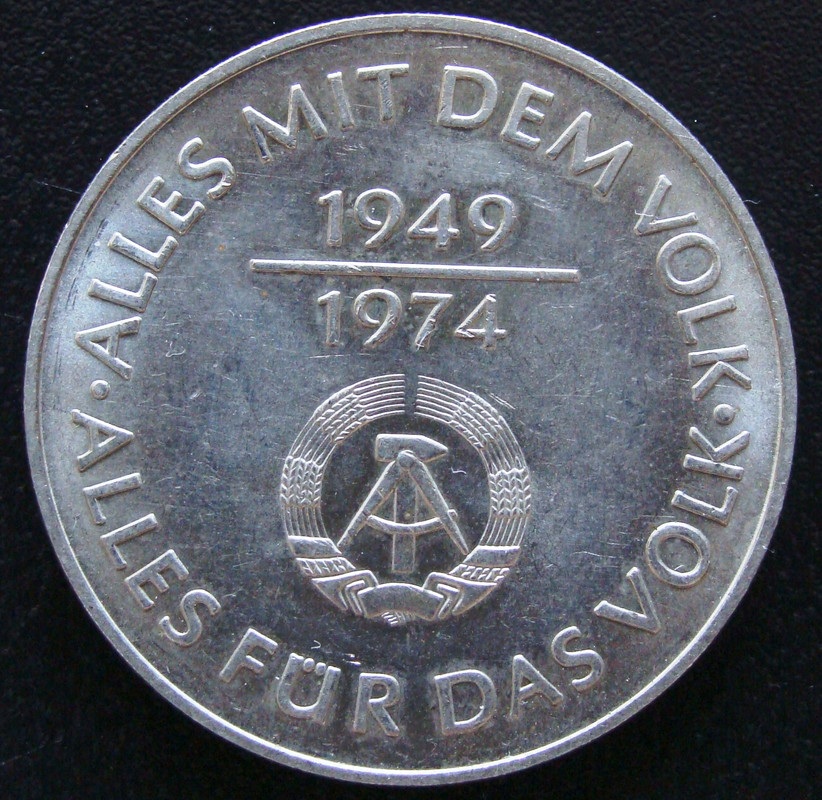 · ALLES MIT DEM VOLK ·
1949
1974
ALLES FÜR DAS VOLK